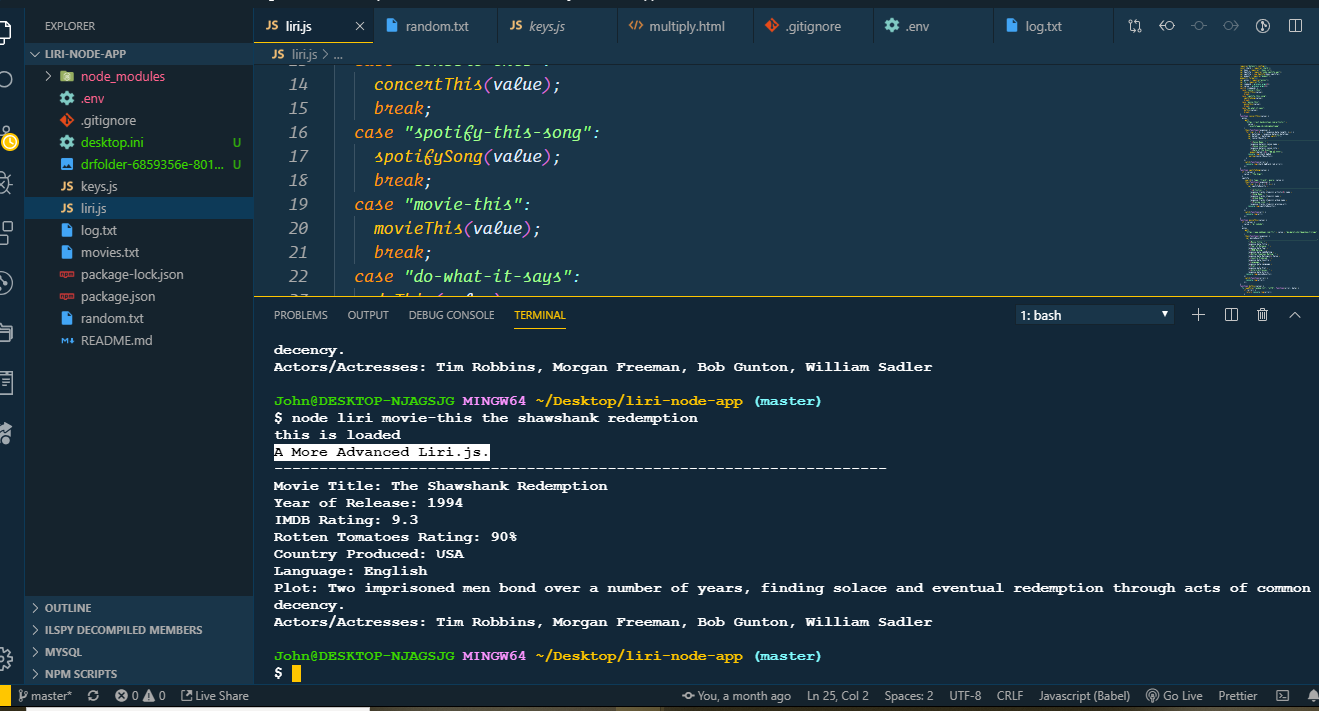 EXPLORER
LIRI-NODE-APP
node_modules
.env
.gitignore
desktop.ini U
drfolder-6859356e-801... U
JS keys.js
JS liri.js
log.txt
movies.txt
package-lock.json
package.json
random.txt
README.md
OUTLINE
ILSPY DECOMPILED MEMBERS
MYSQL
NPM SCRIPTS
JS liri.js × random.txt JS keys.js <> multiply.html .gitignore .env log.txt
JS liri.js > ...
14 concertThis(value);
15 break;
16 case "spotify-this-song":
17 spotifySong(value);
18 break;
19 case "movie-this":
20 movieThis(value);
21 break;
22 case "do-what-it-says":
PROBLEMS OUTPUT DEBUG CONSOLE TERMINAL 1: bash
decency.
Actors/Actresses: Tim Robbins, Morgan Freeman, Bob Gunton, William Sadler
John@DESKTOP-NJAGSJG MINGW64 ~/Desktop/liri-node-app (master)
$ node liri movie-this the shawshank redemption
this is loaded
A More Advanced Liri.js.
--------------------------------------------------------------------
Movie Title: The Shawshank Redemption
Year of Release: 1994
IMDB Rating: 9.3
Rotten Tomatoes Rating: 90%
Country Produced: USA
Language: English
Plot: Two imprisoned men bond over a number of years, finding solace and eventual redemption through acts of common
decency.
Actors/Actresses: Tim Robbins, Morgan Freeman, Bob Gunton, William Sadler
John@DESKTOP-NJAGSJG MINGW64 ~/Desktop/liri-node-app (master)
$
master* 0 0 Live Share You, a month ago Ln 25, Col 2 Spaces: 2 UTF-8 CRLF Javascript (Babel) Go Live Prettier